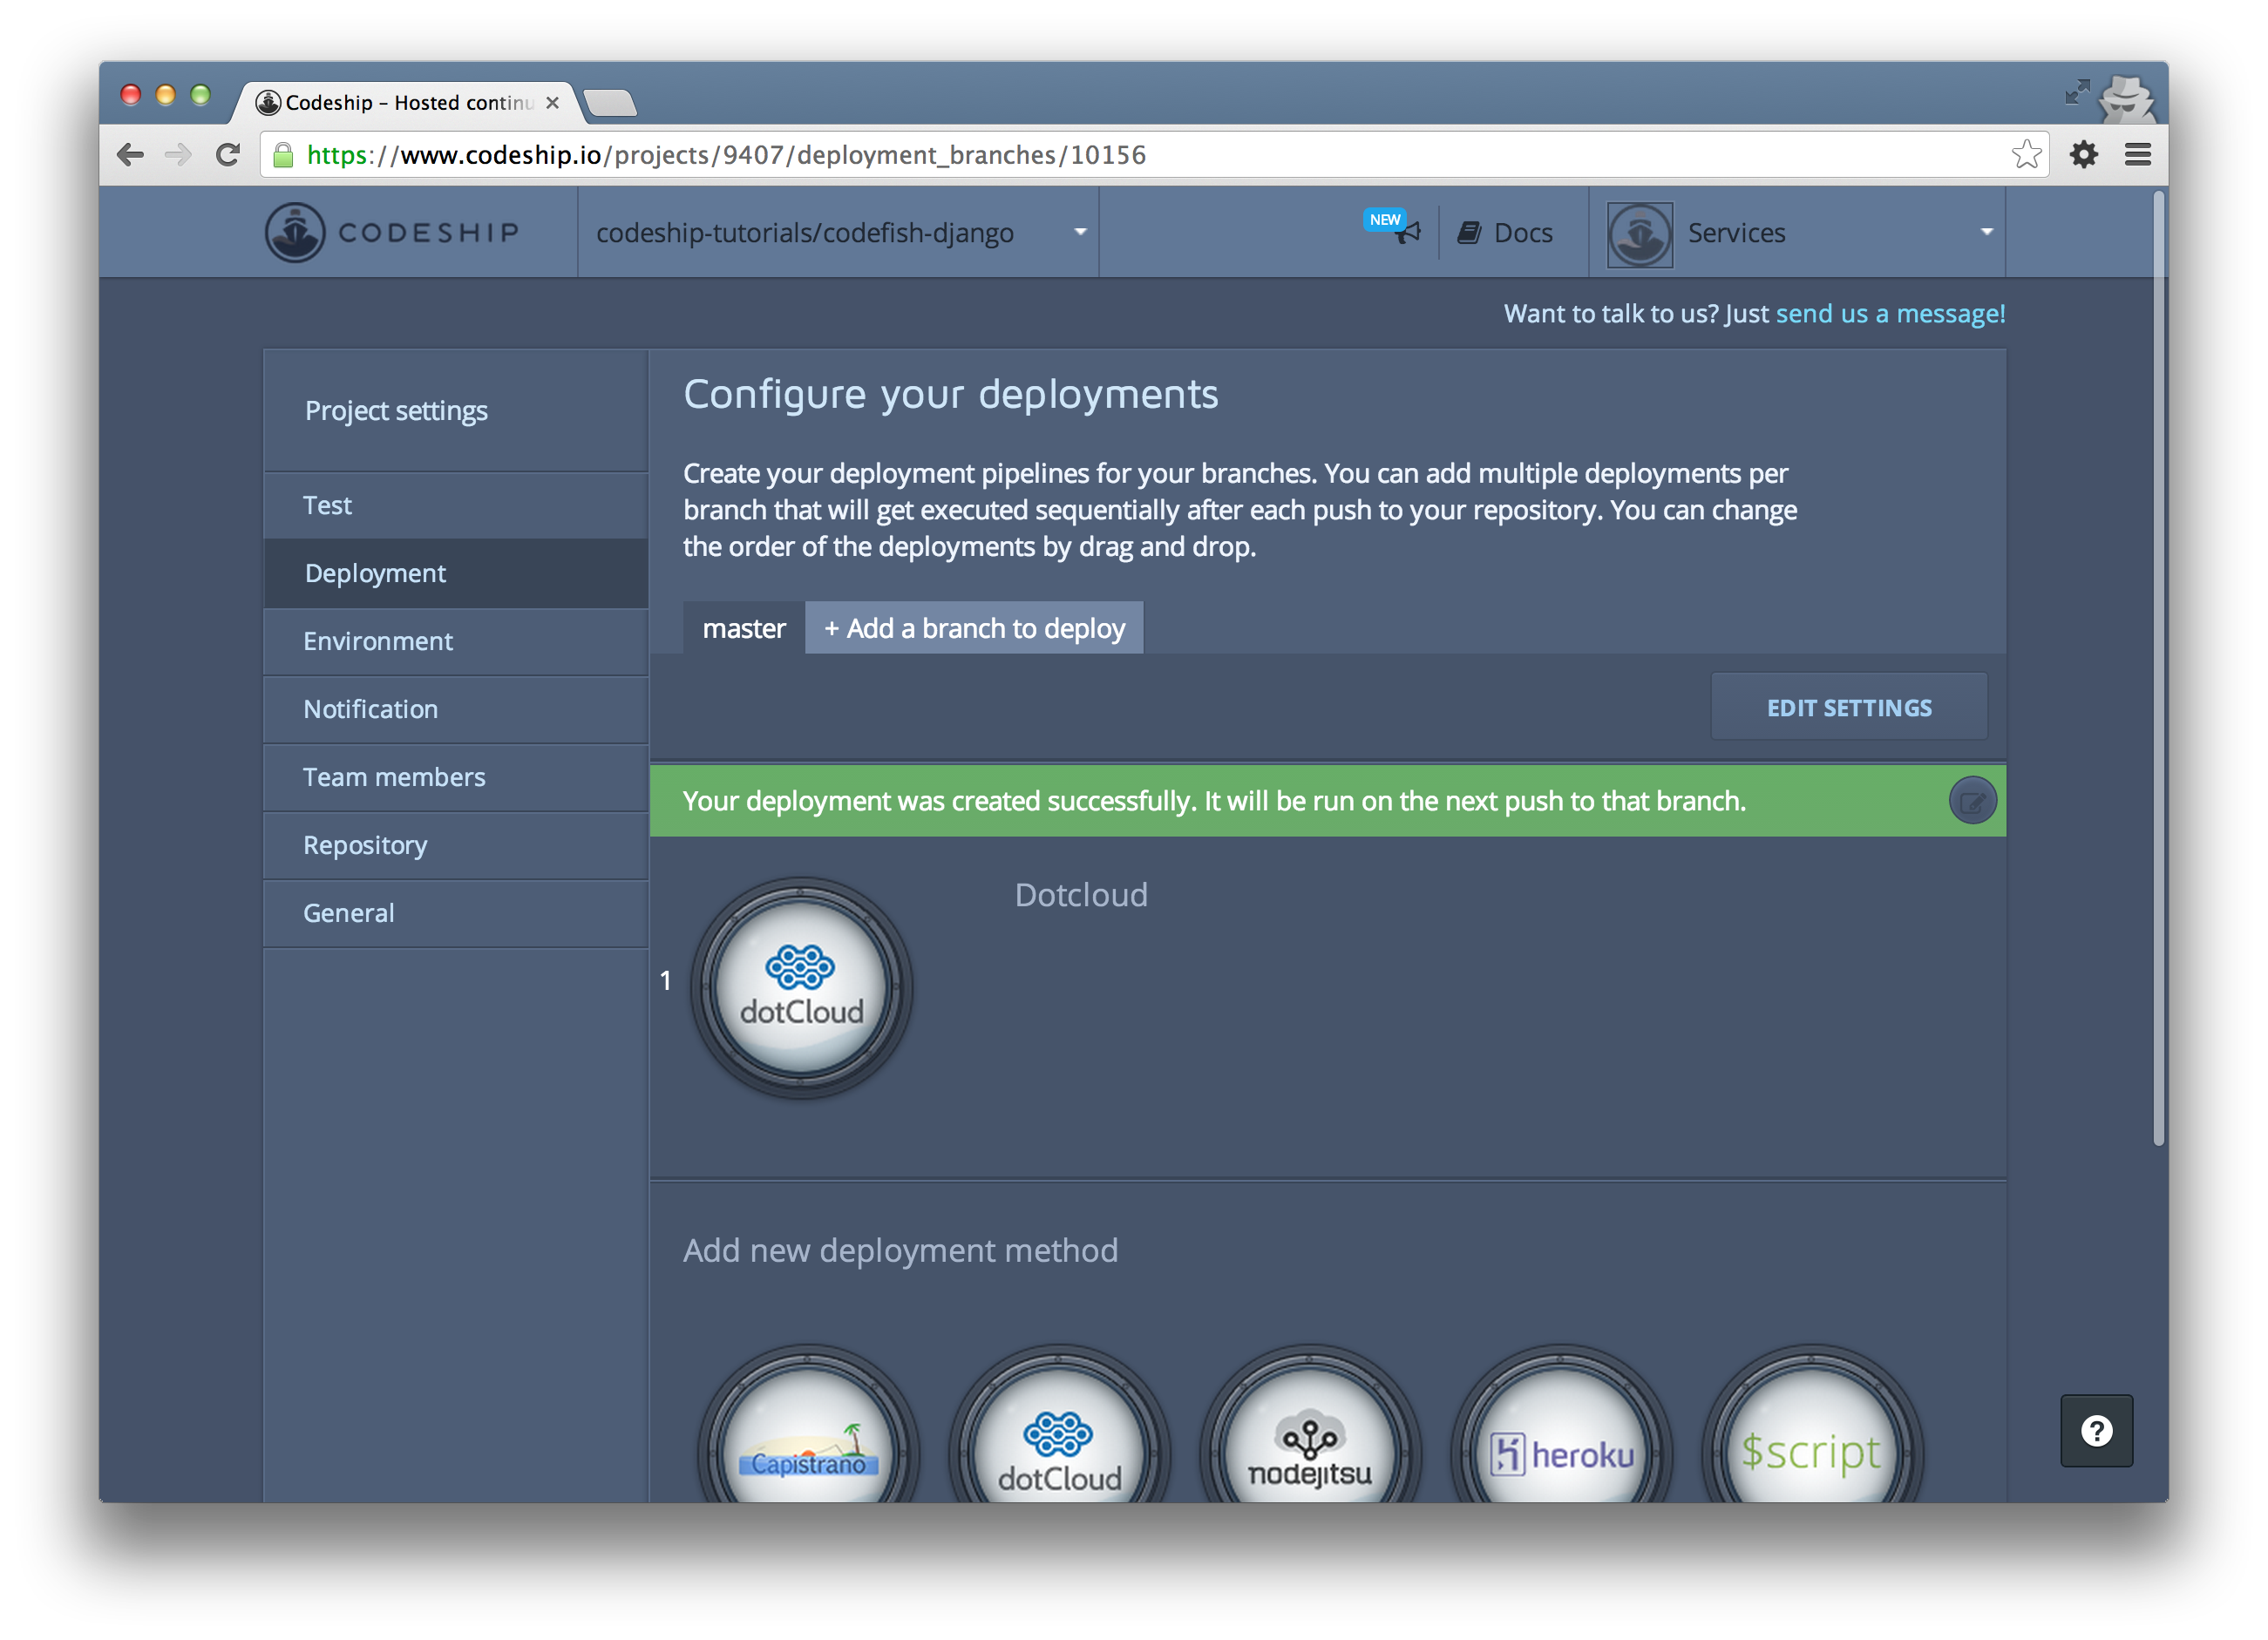 Codeship – Hosted continu
https://www.codeship.io/projects/9407/deployment_branches/10156
CODESHIP
codeship-tutorials/codefish-django
NEW
Docs
Services
Want to talk to us? Just send us a message!
Project settings
Test
Deployment
Environment
Notification
Team members
Repository
General
Configure your deployments
Create your deployment pipelines for your branches. You can add multiple deployments per
branch that will get executed sequentially after each push to your repository. You can change
the order of the deployments by drag and drop.
master
+ Add a branch to deploy
EDIT SETTINGS
Your deployment was created successfully. It will be run on the next push to that branch.
1
dotCloud
Dotcloud
Add new deployment method
Capistrano
dotCloud
nodejitsu
heroku
$script
?